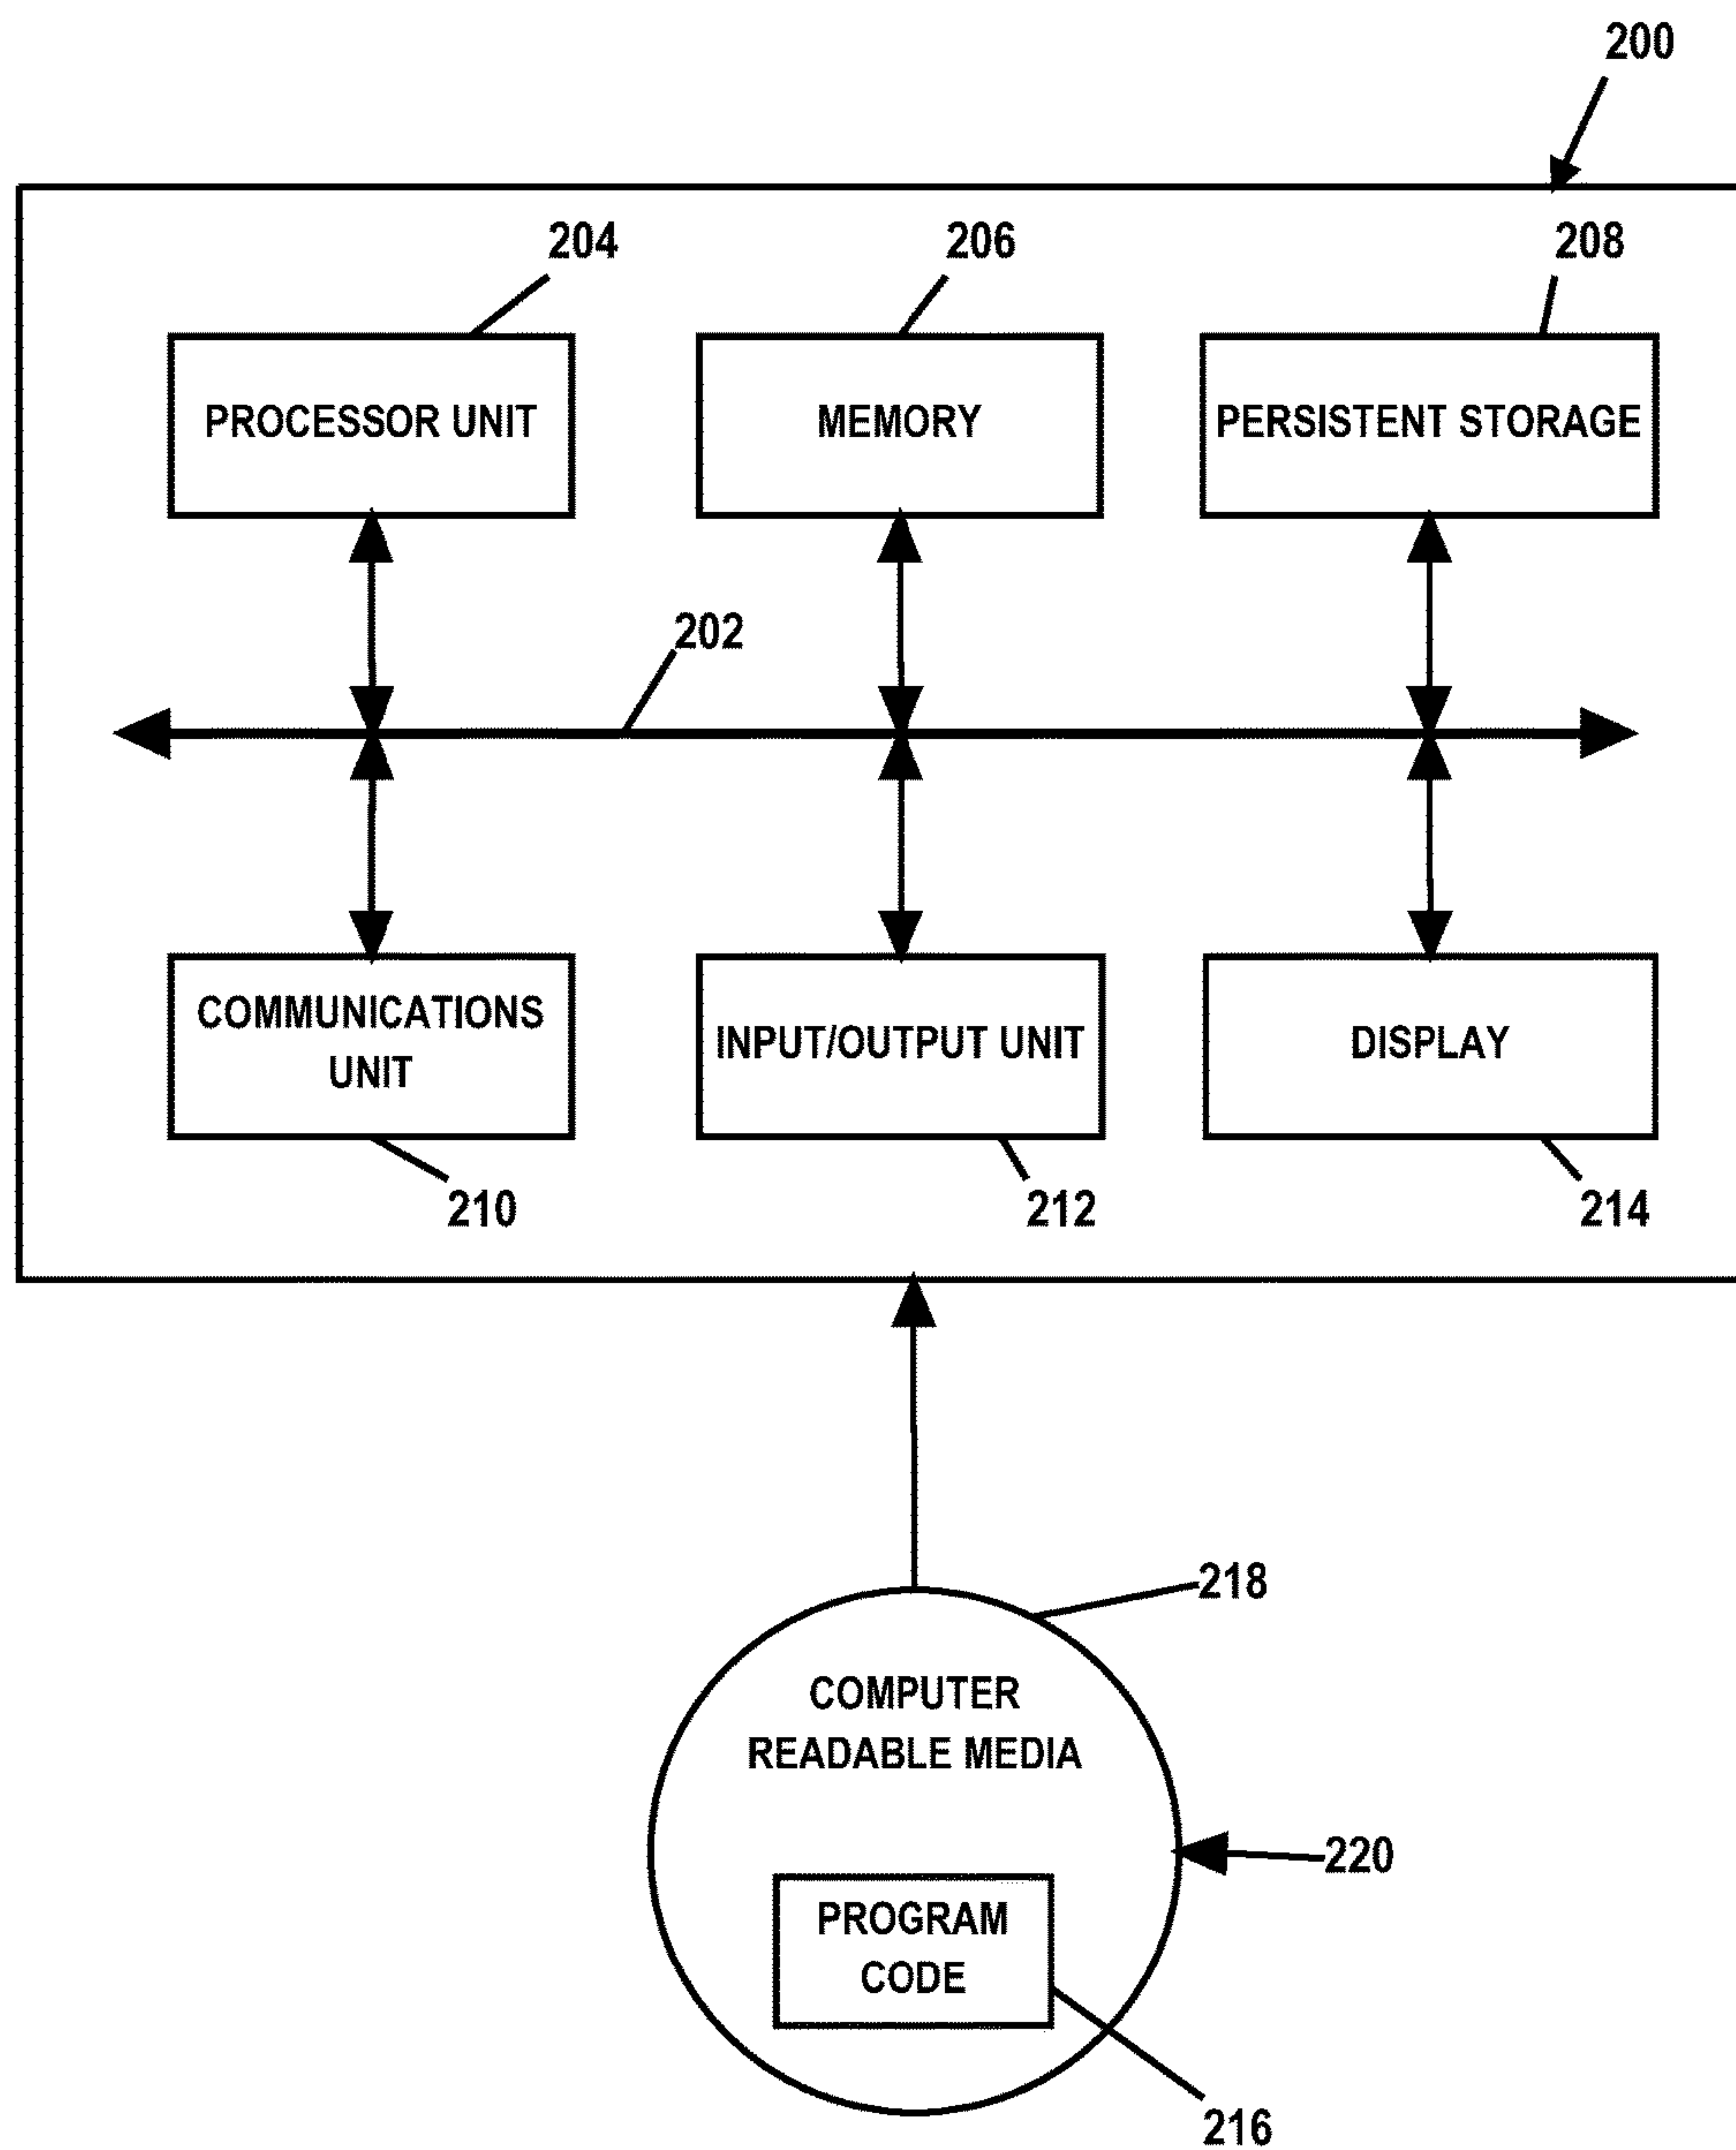 200
204
206
208
PROCESSOR UNIT
MEMORY
PERSISTENT STORAGE
202
COMMUNICATIONS
UNIT
INPUT/OUTPUT UNIT
DISPLAY
210
212
214
218
COMPUTER
READABLE MEDIA
220
PROGRAM
CODE
216